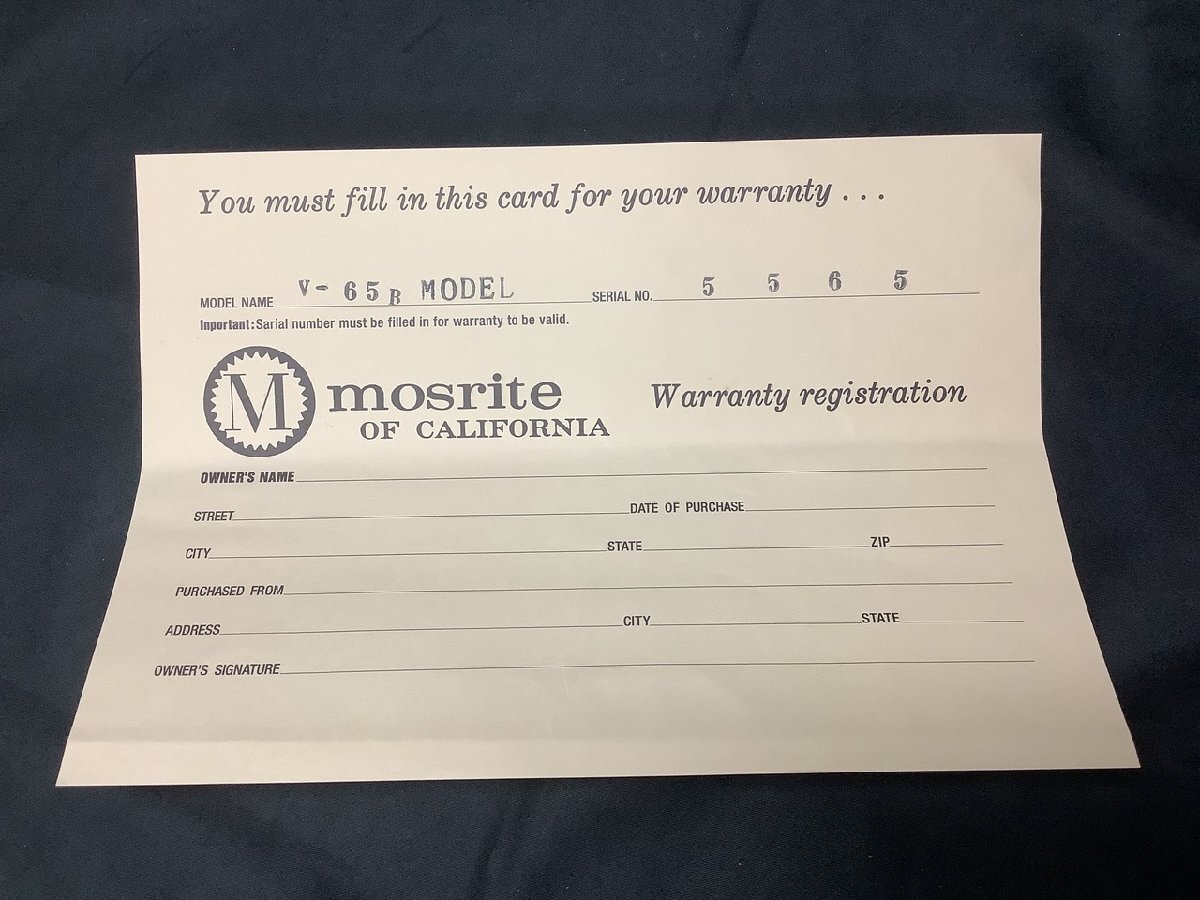 You must fill in this card for your warranty . . .
MODEL NAME V-65B MODEL SERIAL NO. 5 5 6 5
Inportant: Sarial number must be filled in for warranty to be valid.
M mosrite Warranty registration
OF CALIFORNIA
OWNER'S NAME
STREET DATE OF PURCHASE
CITY STATE ZIP
PURCHASED FROM
ADDRESS CITY STATE
OWNER'S SIGNATURE